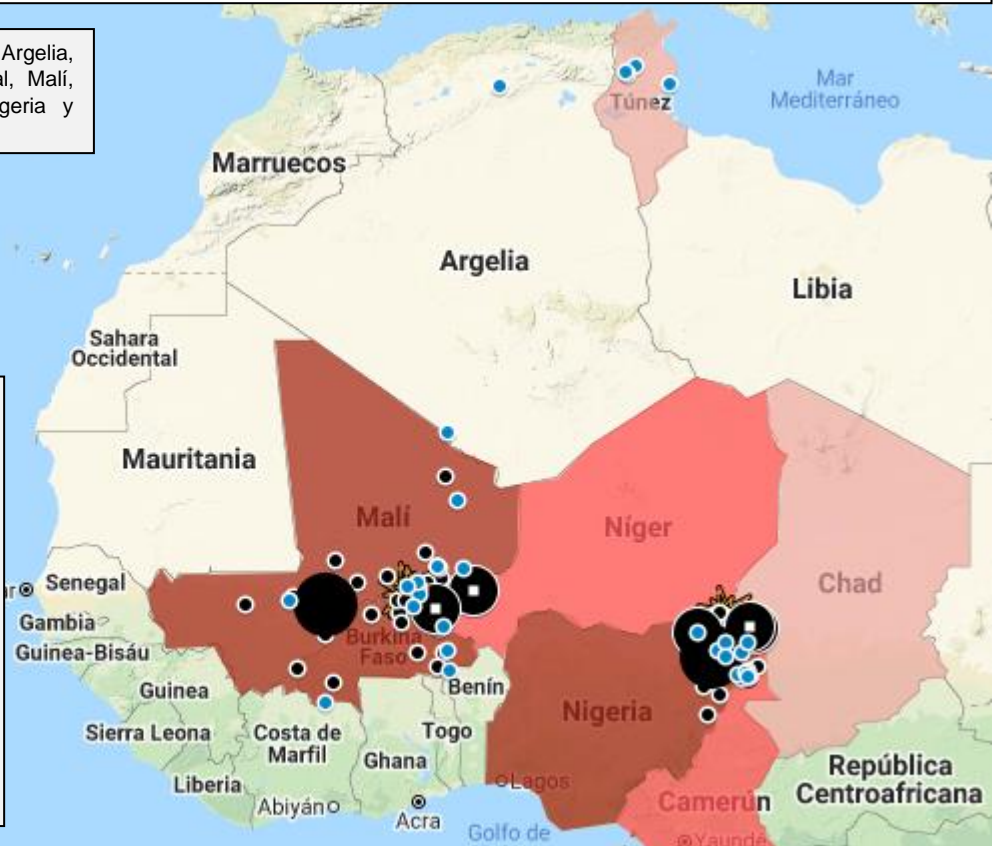 Argelia,
Malí,
geria y
Mar
Mediterráneo
Túnez
Marruecos
Argelia
Libia
Sahara
Occidental
Mauritania
Malí
Níger
Chad
Senegal
Gambia
Guinea-Bisáu
Burkina
Faso
Guinea
Benín
Nigeria
Sierra Leona
Costa de
Marfil
Togo
Ghana
República
Centroafricana
Liberia
Lagos
Camerún
Abiyán
Acra
Golfo de
Yaundé